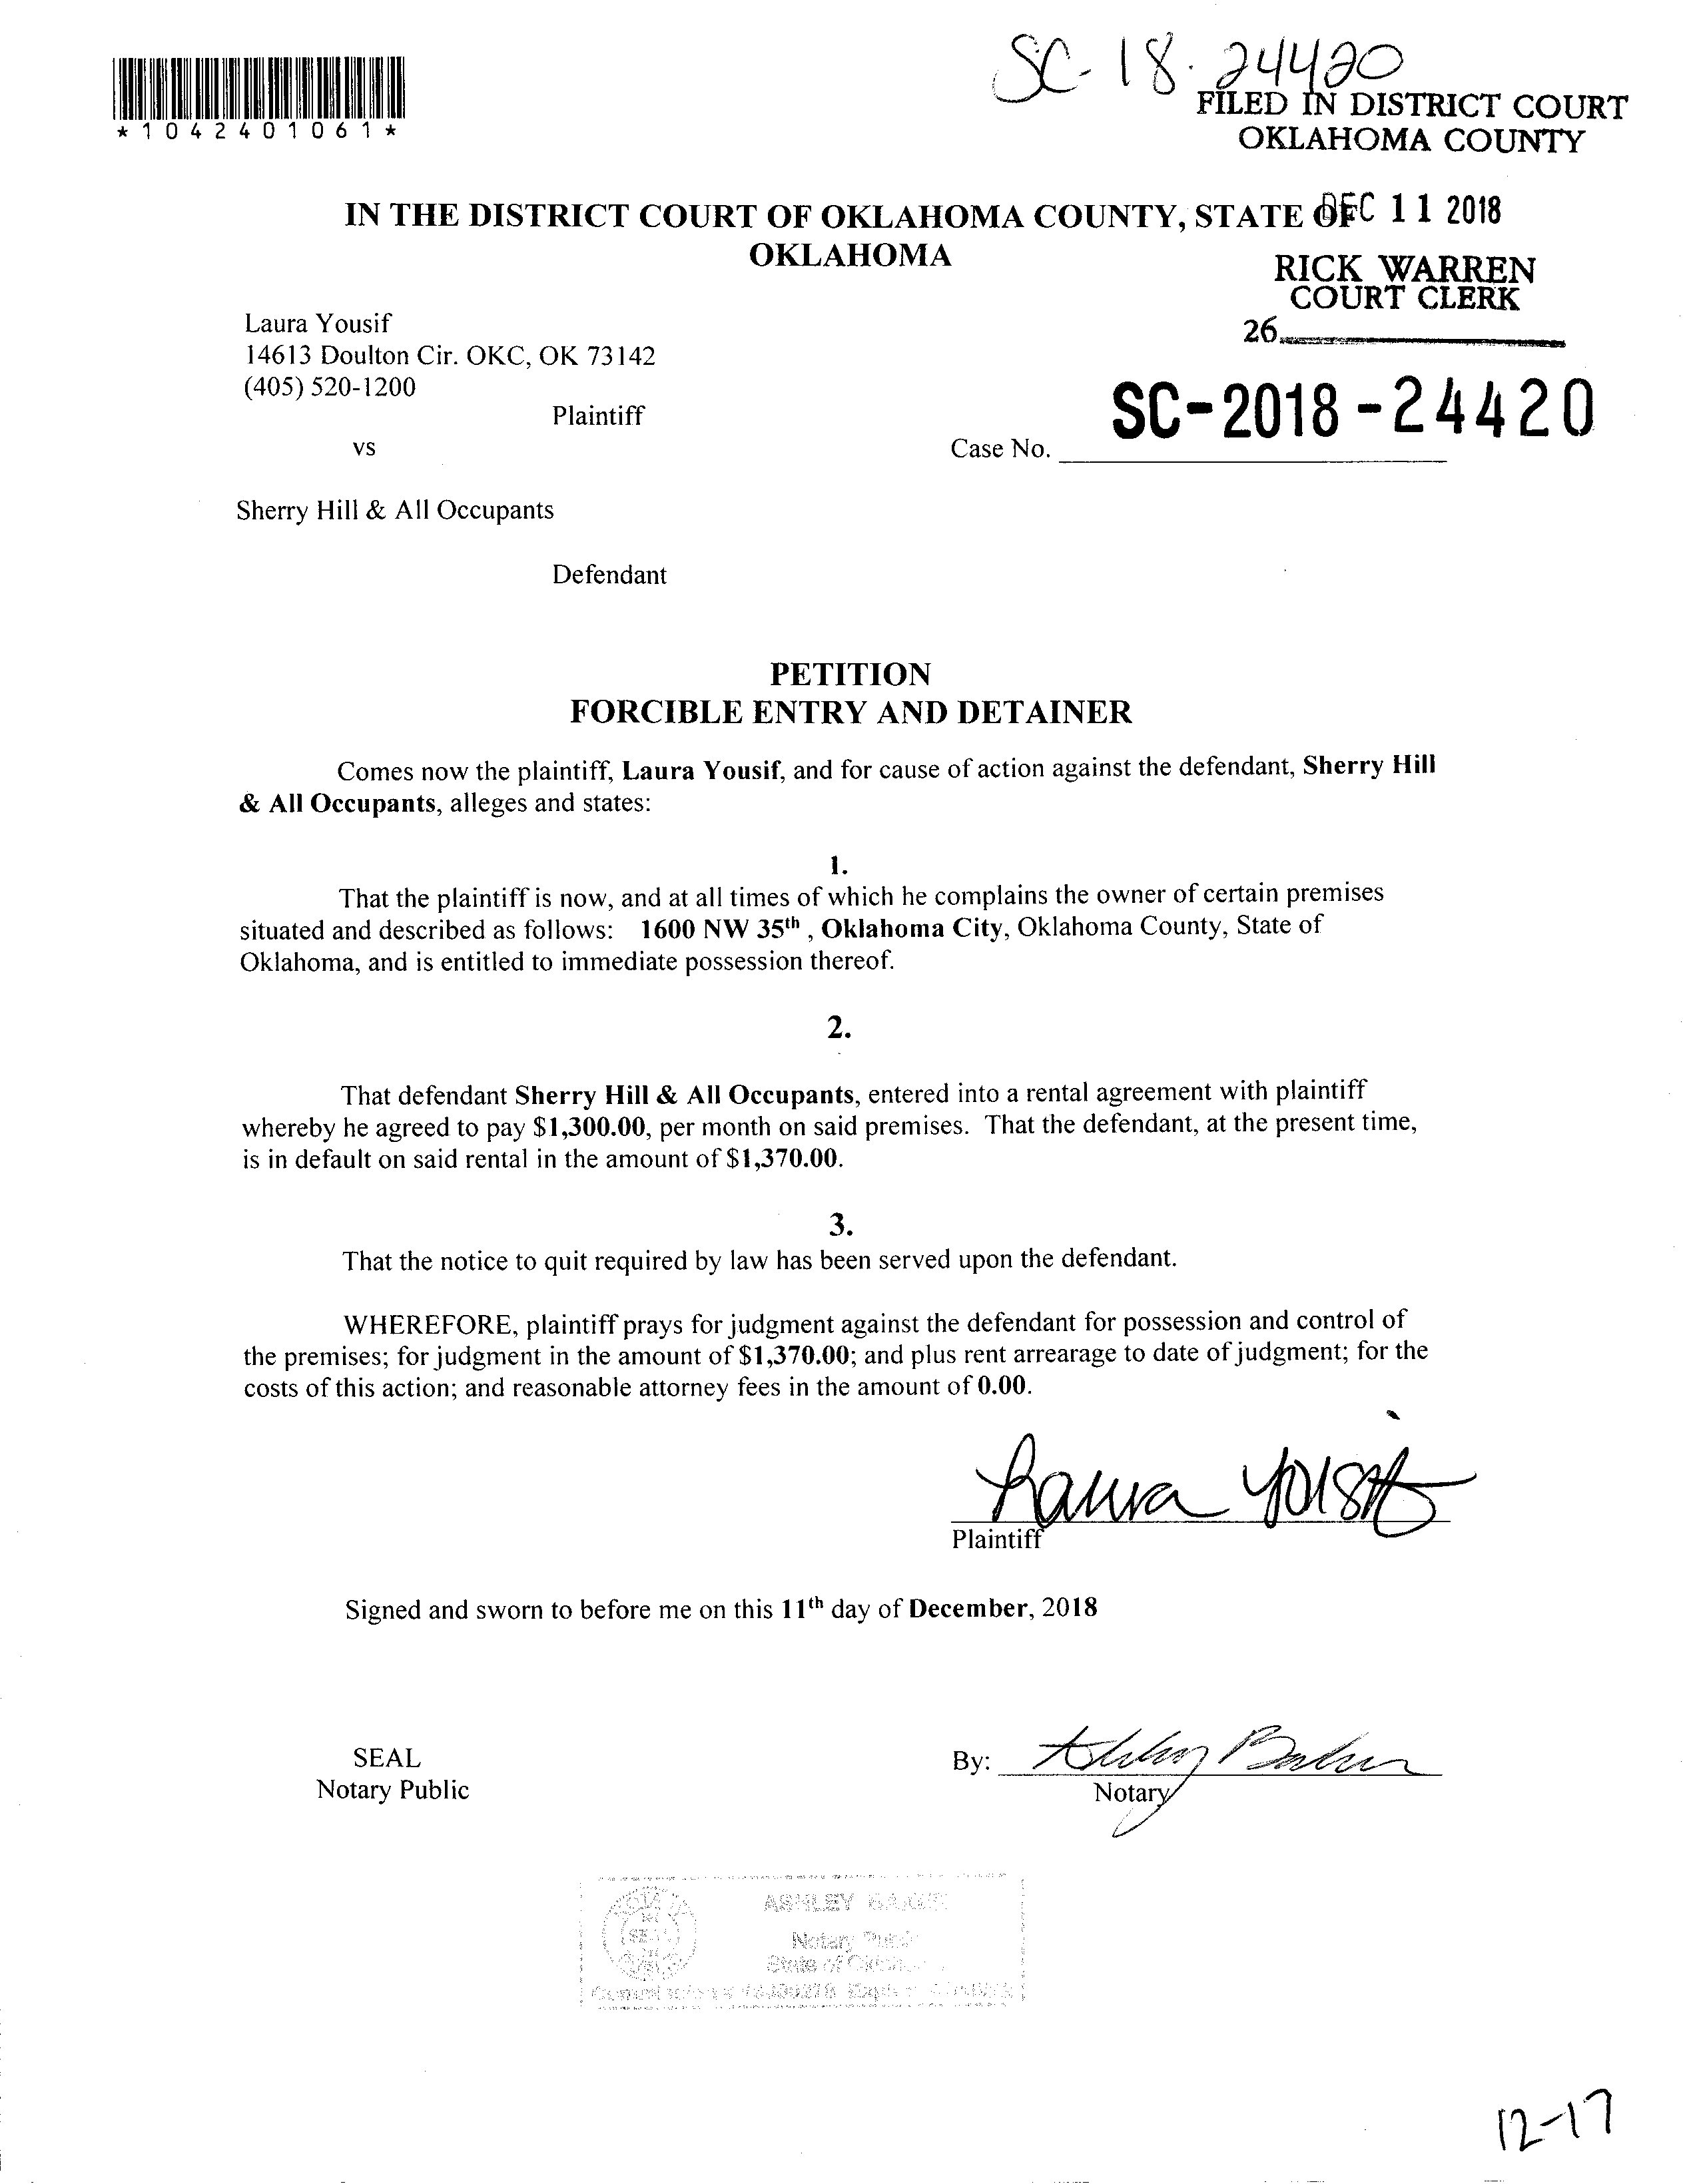 SC-18-24420
*1042401061*
FILED IN DISTRICT COURT
OKLAHOMA COUNTY
IN THE DISTRICT COURT OF OKLAHOMA COUNTY, STATE OF
DEC 11 2018
OKLAHOMA
RICK WARREN
COURT CLERK
26
Laura Yousif
14613 Doulton Cir. OKC, OK 73142
(405) 520-1200
Plaintiff
vs
Case No. SC-2018-24420
Sherry Hill & All Occupants
Defendant
PETITION
FORCIBLE ENTRY AND DETAINER
Comes now the plaintiff, Laura Yousif, and for cause of action against the defendant, Sherry Hill
& All Occupants, alleges and states:
1.
That the plaintiff is now, and at all times of which he complains the owner of certain premises
situated and described as follows: 1600 NW 35th , Oklahoma City, Oklahoma County, State of
Oklahoma, and is entitled to immediate possession thereof.
2.
That defendant Sherry Hill & All Occupants, entered into a rental agreement with plaintiff
whereby he agreed to pay $1,300.00, per month on said premises. That the defendant, at the present time,
is in default on said rental in the amount of $1,370.00.
3.
That the notice to quit required by law has been served upon the defendant.
WHEREFORE, plaintiff prays for judgment against the defendant for possession and control of
the premises; for judgment in the amount of $1,370.00; and plus rent arrearage to date of judgment; for the
costs of this action; and reasonable attorney fees in the amount of 0.00.
Laura Yousif
Plaintiff
Signed and sworn to before me on this 11th day of December, 2018
SEAL
Notary Public
By:
Notary
ASHLEY
Notary Public
State of
12-17